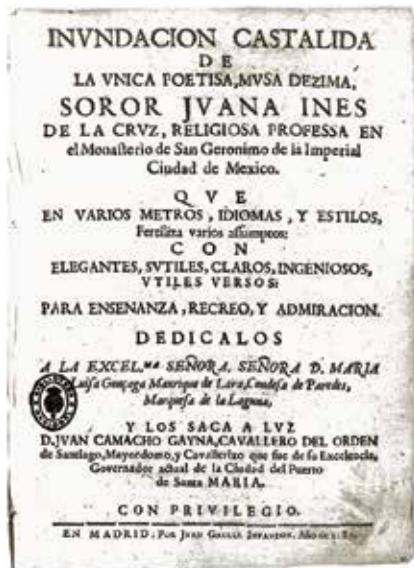 INVNDACION CASTALIDA
DE
LA VNICA POETISA, MVSA DEZIMA,
SOROR JVANA INES
DE LA CRVZ, RELIGIOSA PROFESSA EN
el Monasterio de San Geronimo de la Imperial
Ciudad de Mexico.
QVE
EN VARIOS METROS, IDIOMAS, Y ESTILOS,
Fertiliza varios assumptos:
CON
ELEGANTES, SVTILES, CLAROS, INGENIOSOS,
VTILES VERSOS:
PARA ENSENANZA, RECREO, Y ADMIRACION.
DEDICALOS
A LA EXCEL.MA SEÑORA. SEÑORA D. MARIA
Luisa Gonçaga Manrique de Lara, Condesa de Paredes,
Marquesa de la Laguna,
Y LOS SACA A LVZ
D. JVAN CAMACHO GAYNA, CAVALLERO DEL ORDEN
de Santiago, Mayordomo, y Cavallerizo que fue de su Excelencia,
Governador actual de la Ciudad del Puerto
de Santa MARIA.
CON PRIVILEGIO.
EN MADRID: POR JUAN GARCIA INFANZON. Año